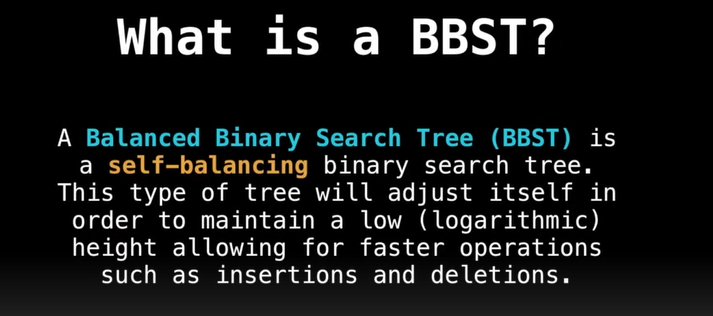 What is a BBST?
A Balanced Binary Search Tree (BBST) is
a self-balancing binary search tree.
This type of tree will adjust itself in
order to maintain a low (logarithmic)
height allowing for faster operations
such as insertions and deletions.